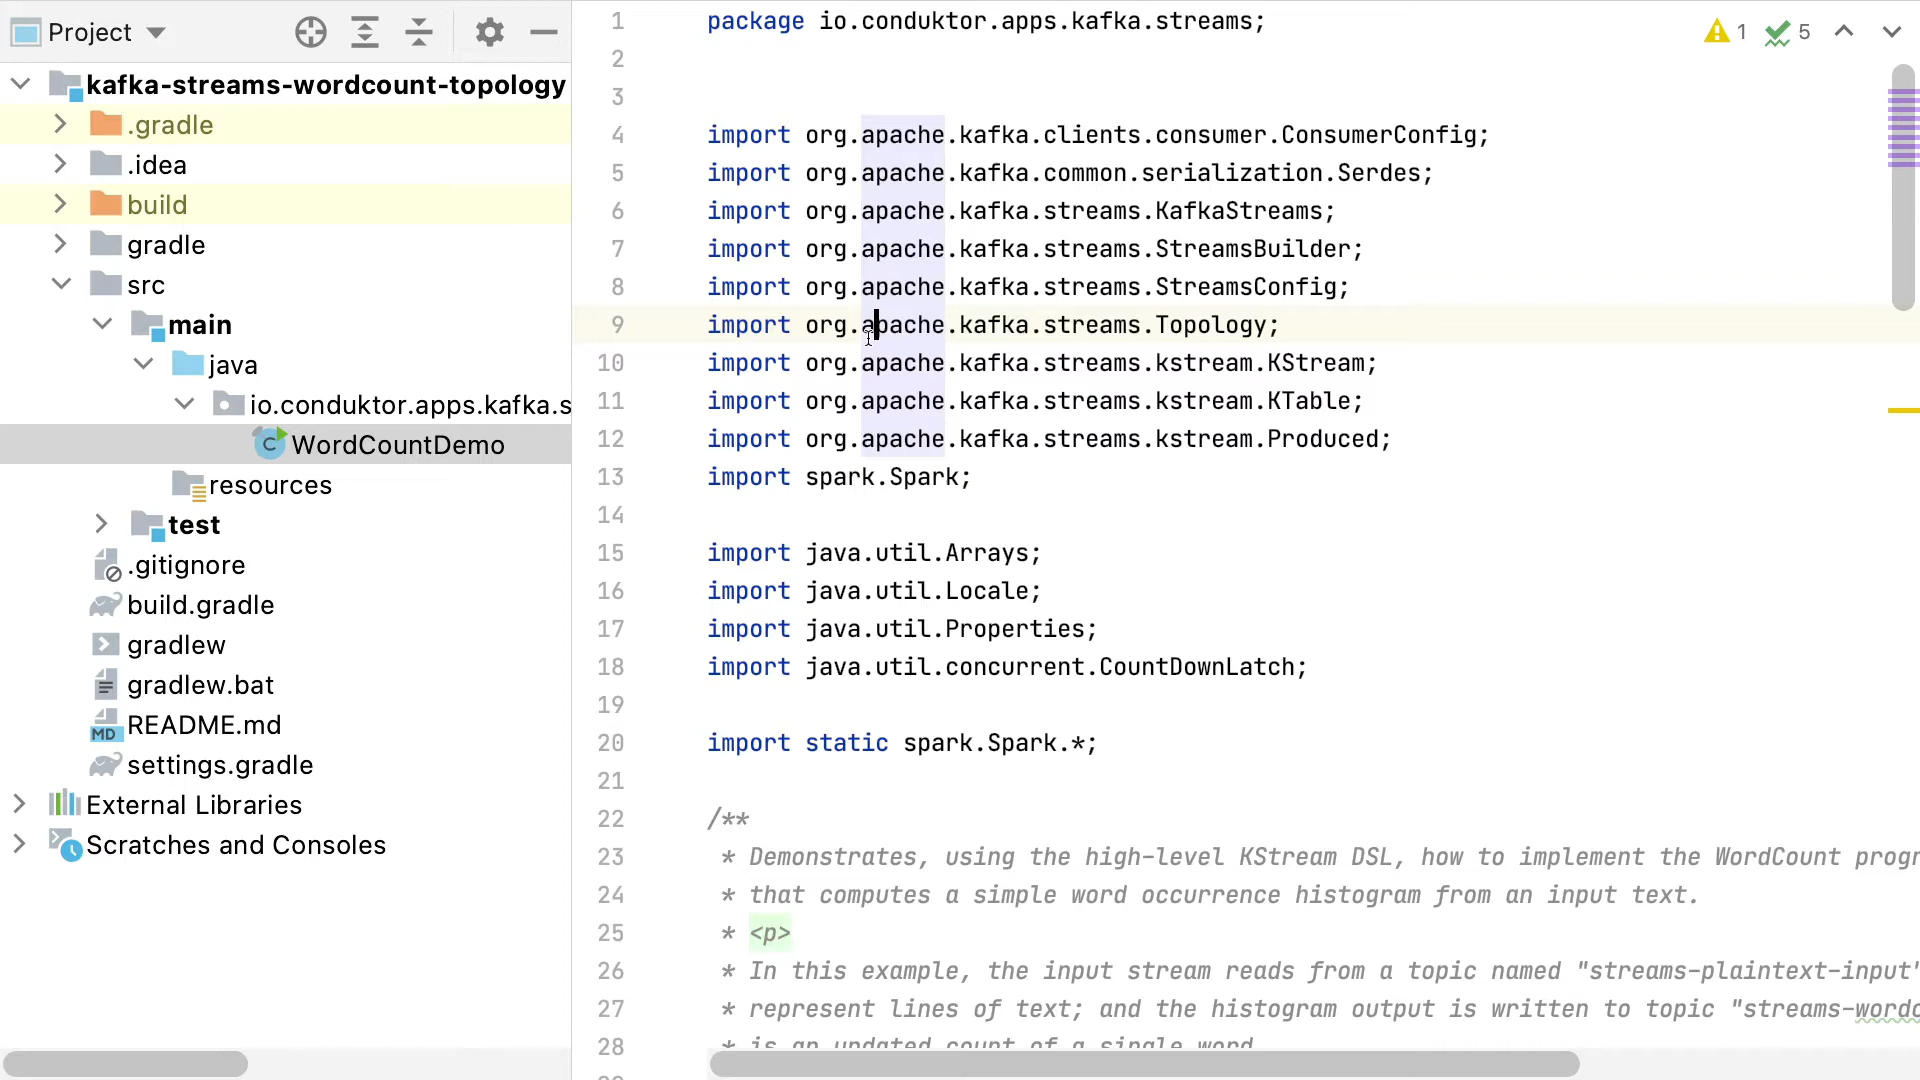 Project
kafka-streams-wordcount-topology
.gradle
.idea
build
gradle
src
main
java
io.conduktor.apps.kafka.s
WordCountDemo
resources
test
.gitignore
build.gradle
gradlew
gradlew.bat
README.md
settings.gradle
External Libraries
Scratches and Consoles
1 5
1 package io.conduktor.apps.kafka.streams;
2
3
4 import org.apache.kafka.clients.consumer.ConsumerConfig;
5 import org.apache.kafka.common.serialization.Serdes;
6 import org.apache.kafka.streams.KafkaStreams;
7 import org.apache.kafka.streams.StreamsBuilder;
8 import org.apache.kafka.streams.StreamsConfig;
9 import org.apache.kafka.streams.Topology;
10 import org.apache.kafka.streams.kstream.KStream;
11 import org.apache.kafka.streams.kstream.KTable;
12 import org.apache.kafka.streams.kstream.Produced;
13 import spark.Spark;
14
15 import java.util.Arrays;
16 import java.util.Locale;
17 import java.util.Properties;
18 import java.util.concurrent.CountDownLatch;
19
20 import static spark.Spark.*;
21
22 /**
23 * Demonstrates, using the high-level KStream DSL, how to implement the WordCount progr
24 * that computes a simple word occurrence histogram from an input text.
25 * <p>
26 * In this example, the input stream reads from a topic named "streams-plaintext-input"
27 * represent lines of text; and the histogram output is written to topic "streams-wordc
28 * is an updated count of a single word